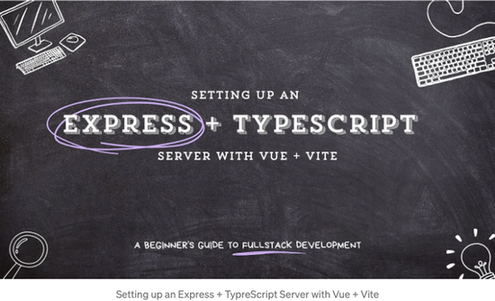 SETTING UP AN
EXPRESS + TYPESCRIPT
SERVER WITH VUE + VITE
A BEGINNER'S GUIDE TO FULLSTACK DEVELOPMENT
Setting up an Express + TypreScript Server with Vue + Vite